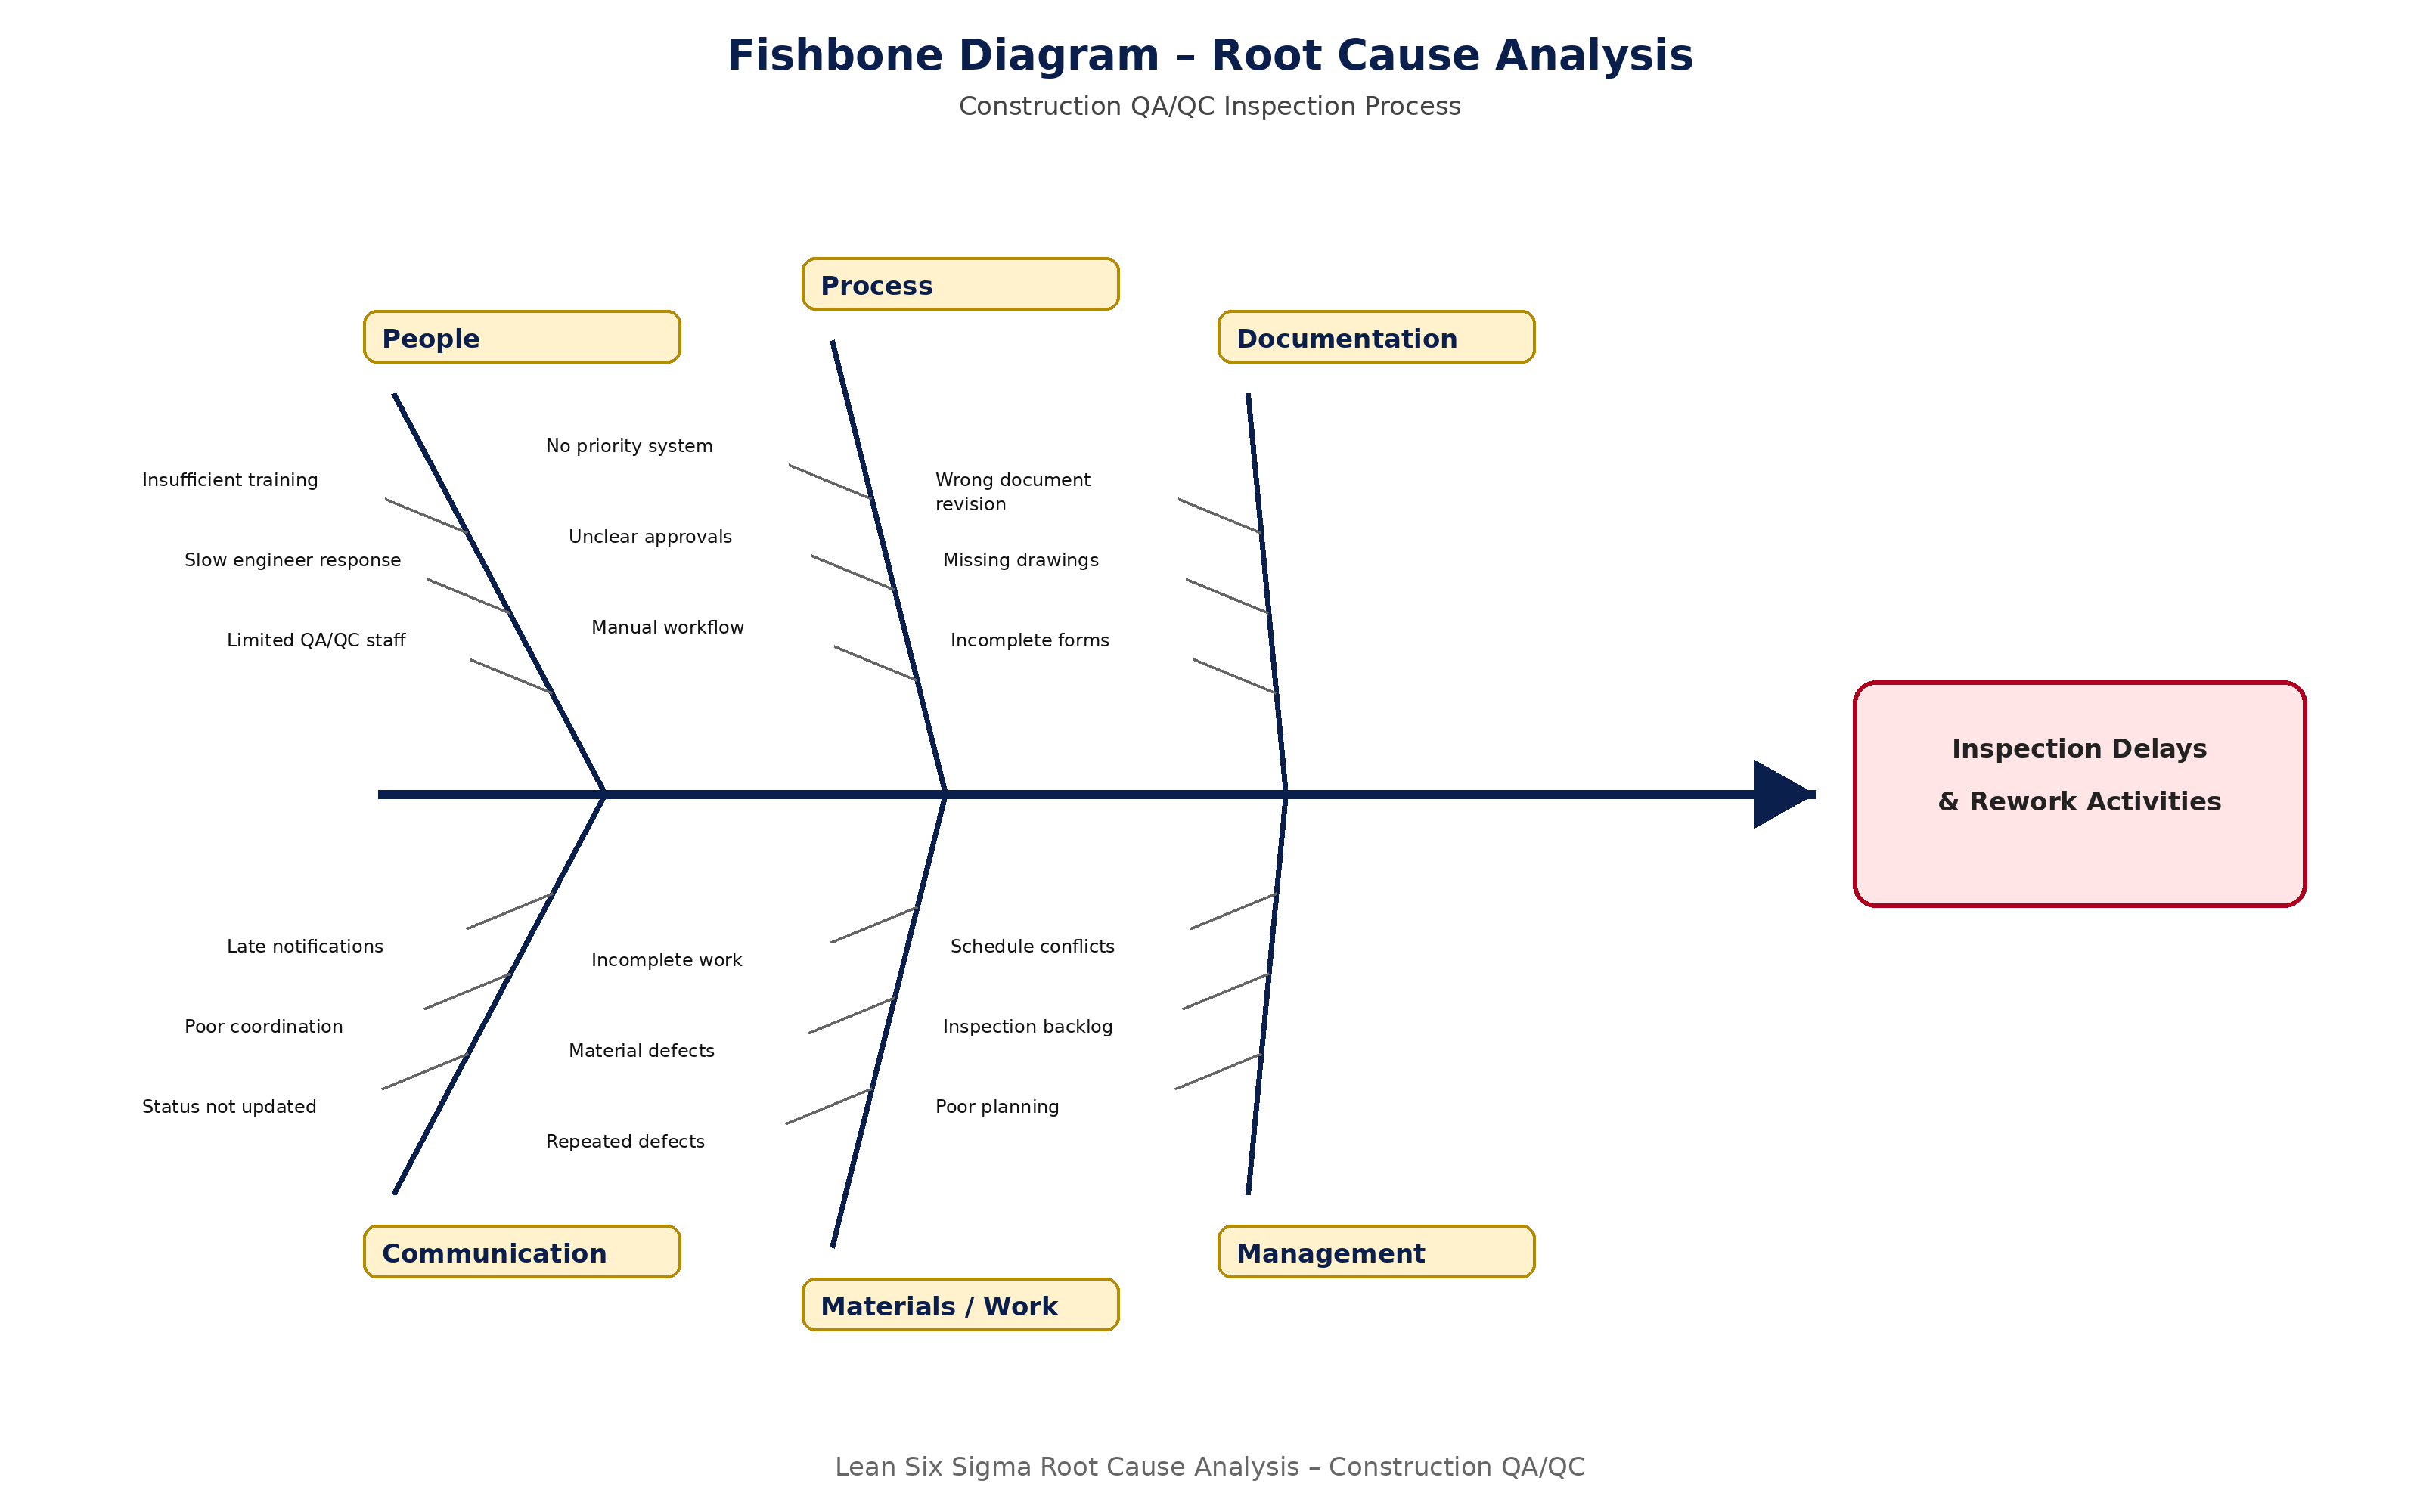 Fishbone Diagram – Root Cause Analysis
Construction QA/QC Inspection Process
People
Insufficient training
Slow engineer response
Limited QA/QC staff
Process
No priority system
Unclear approvals
Manual workflow
Documentation
Wrong document
revision
Missing drawings
Incomplete forms
Inspection Delays
& Rework Activities
Late notifications
Poor coordination
Status not updated
Communication
Incomplete work
Material defects
Repeated defects
Materials / Work
Schedule conflicts
Inspection backlog
Poor planning
Management
Lean Six Sigma Root Cause Analysis – Construction QA/QC